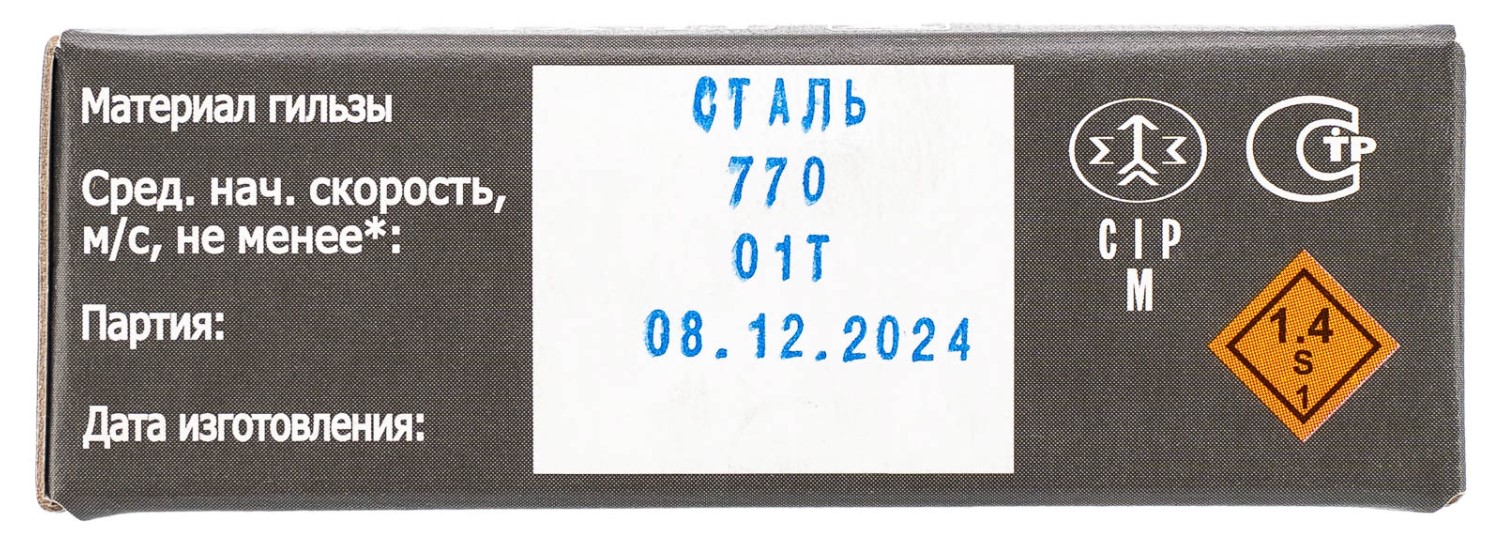 Материал гильзы
СТАЛЬ
Сред. нач. скорость,
м/с, не менее*:
770
Партия:
01Т
Дата изготовления:
08.12.2024
C I P
M
СТР
1.4
S
1